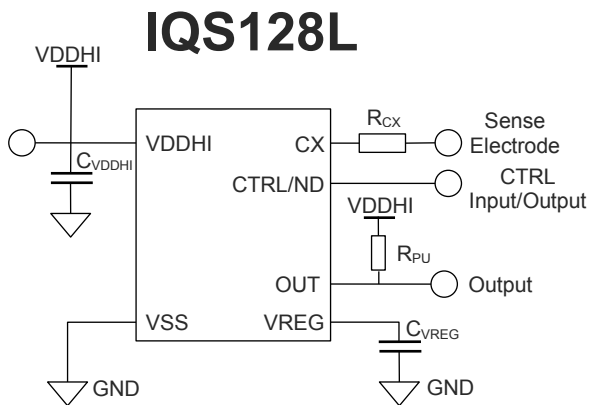 IQS128L
VDDHI
VDDHI
CVDDHI
CX
RCX
Sense
Electrode
CTRL/ND
CTRL
Input/Output
VDDHI
RPU
OUT
Output
VSS
VREG
CVREG
GND
GND